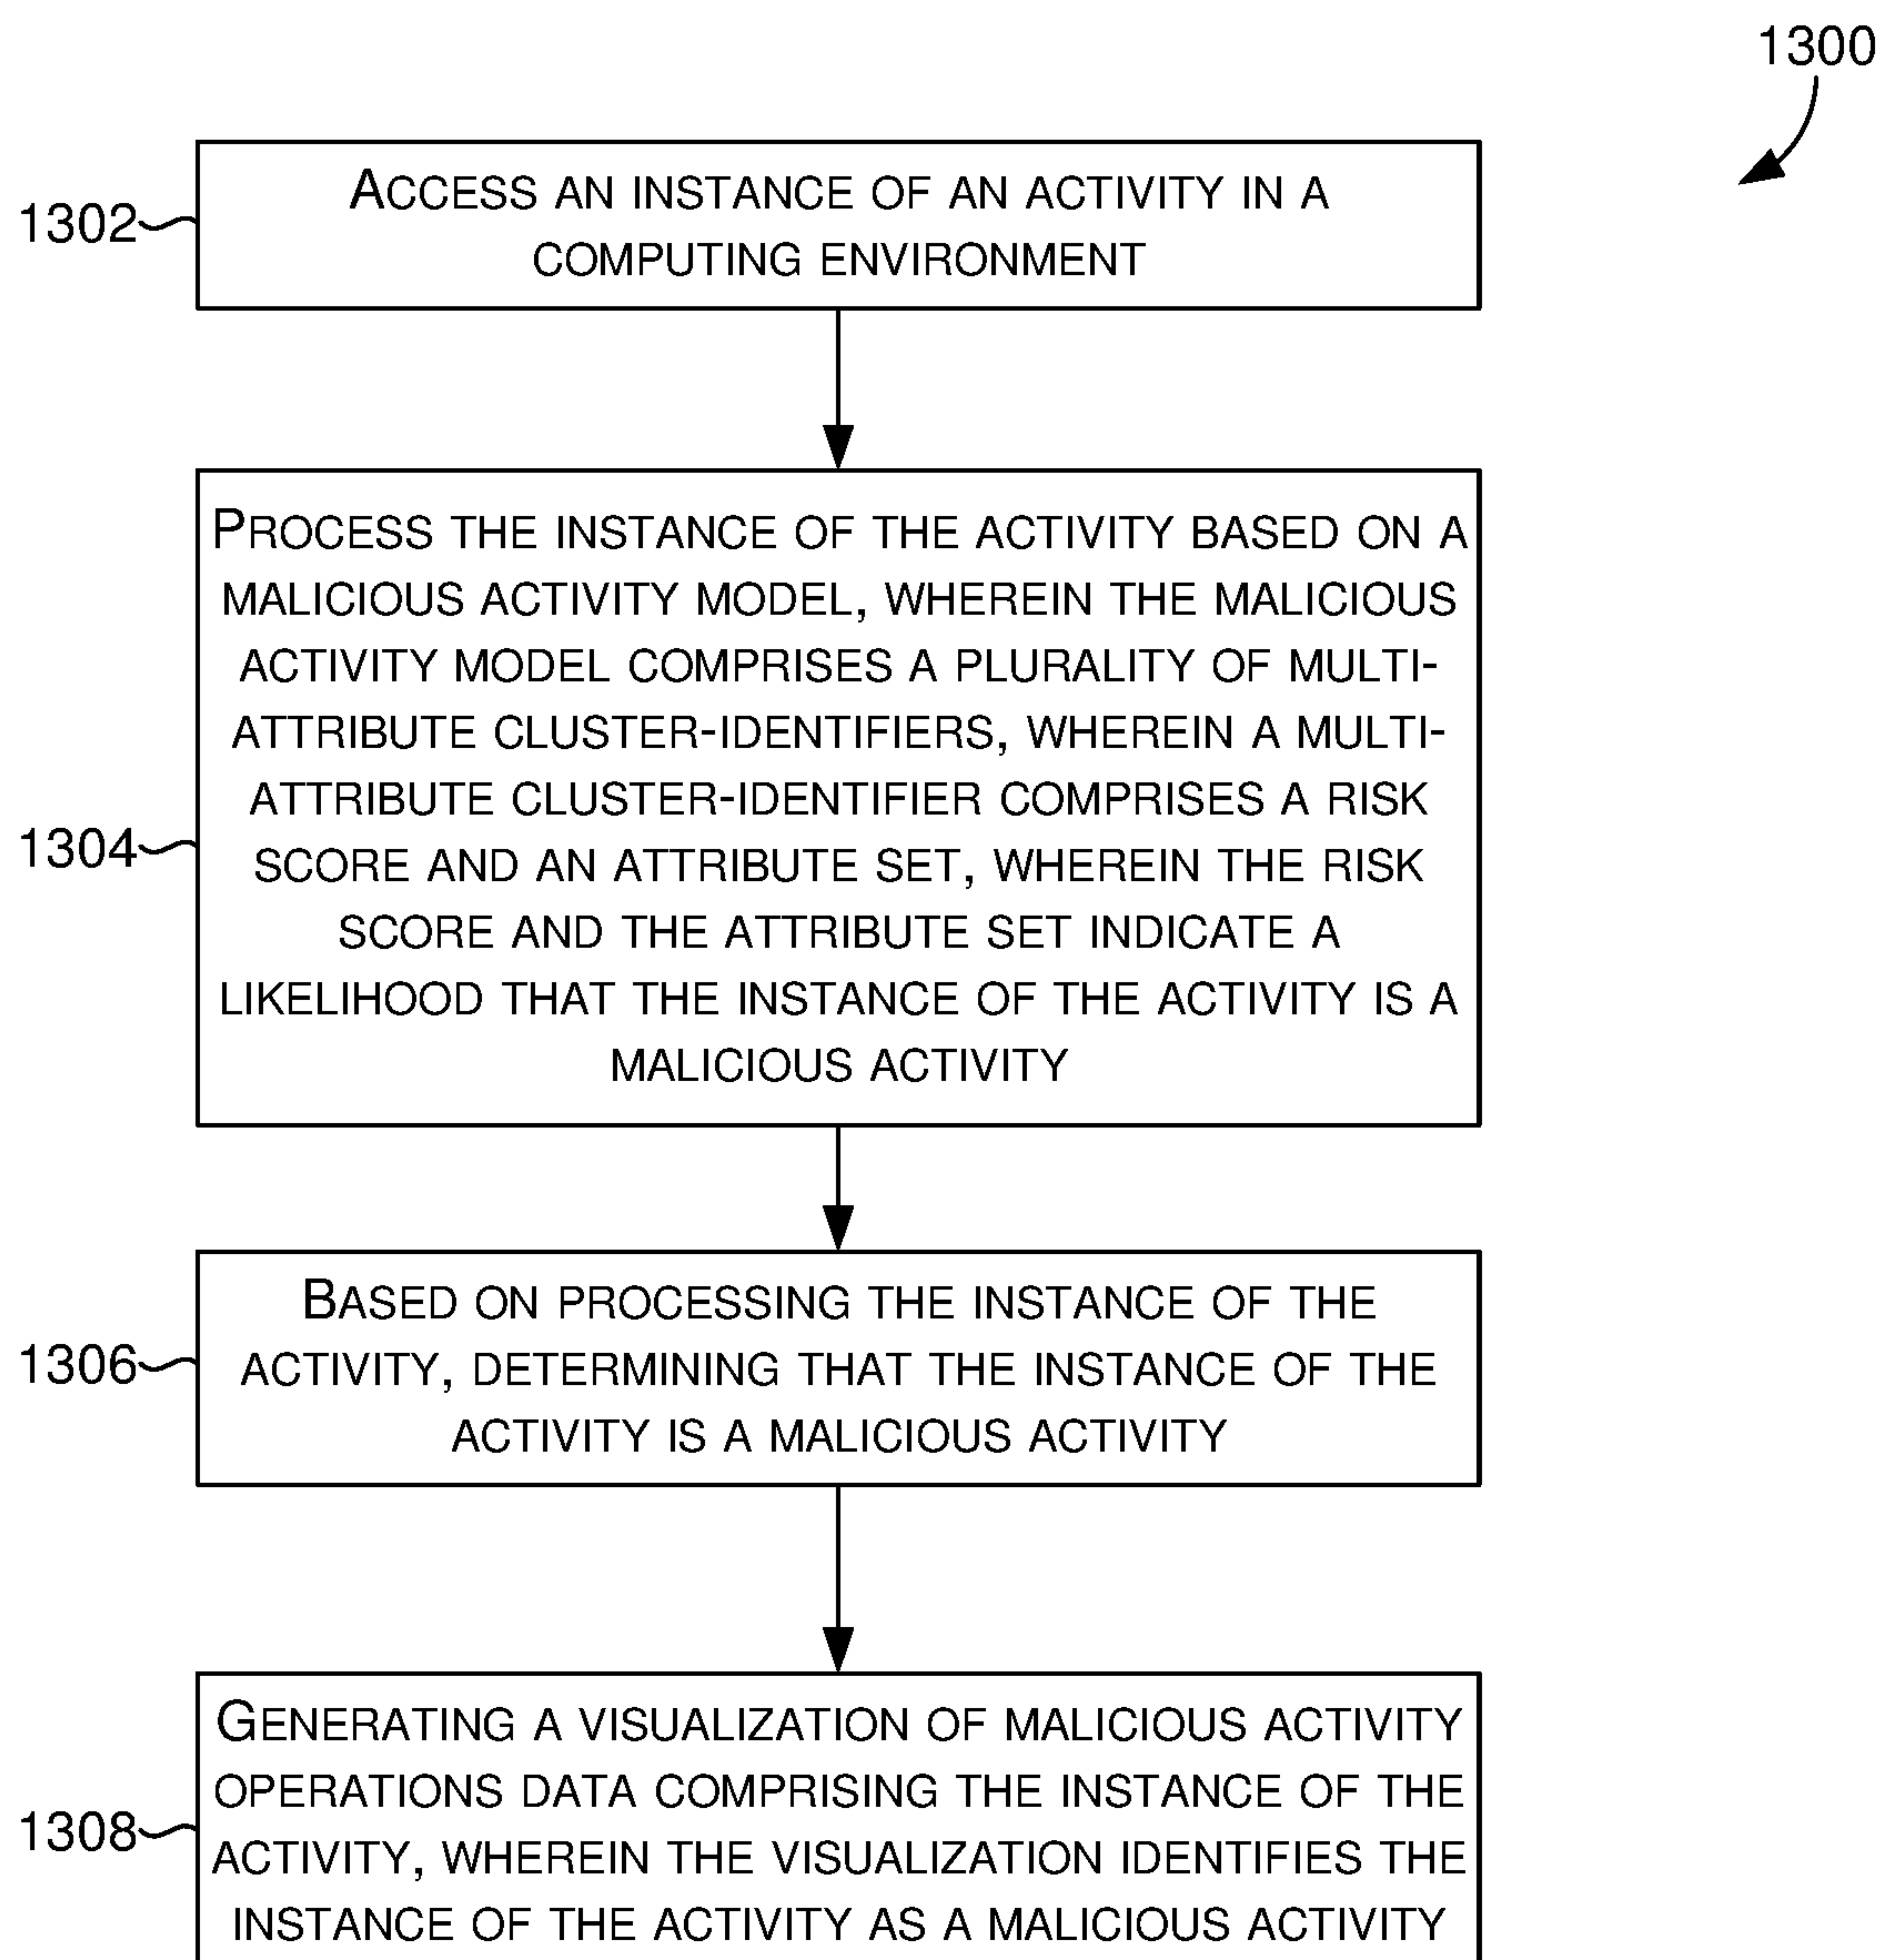 1300
1302
ACCESS AN INSTANCE OF AN ACTIVITY IN A
COMPUTING ENVIRONMENT
1304
PROCESS THE INSTANCE OF THE ACTIVITY BASED ON A
MALICIOUS ACTIVITY MODEL, WHEREIN THE MALICIOUS
ACTIVITY MODEL COMPRISES A PLURALITY OF MULTI-
ATTRIBUTE CLUSTER-IDENTIFIERS, WHEREIN A MULTI-
ATTRIBUTE CLUSTER-IDENTIFIER COMPRISES A RISK
SCORE AND AN ATTRIBUTE SET, WHEREIN THE RISK
SCORE AND THE ATTRIBUTE SET INDICATE A
LIKELIHOOD THAT THE INSTANCE OF THE ACTIVITY IS A
MALICIOUS ACTIVITY
1306
BASED ON PROCESSING THE INSTANCE OF THE
ACTIVITY, DETERMINING THAT THE INSTANCE OF THE
ACTIVITY IS A MALICIOUS ACTIVITY
1308
GENERATING A VISUALIZATION OF MALICIOUS ACTIVITY
OPERATIONS DATA COMPRISING THE INSTANCE OF THE
ACTIVITY, WHEREIN THE VISUALIZATION IDENTIFIES THE
INSTANCE OF THE ACTIVITY AS A MALICIOUS ACTIVITY